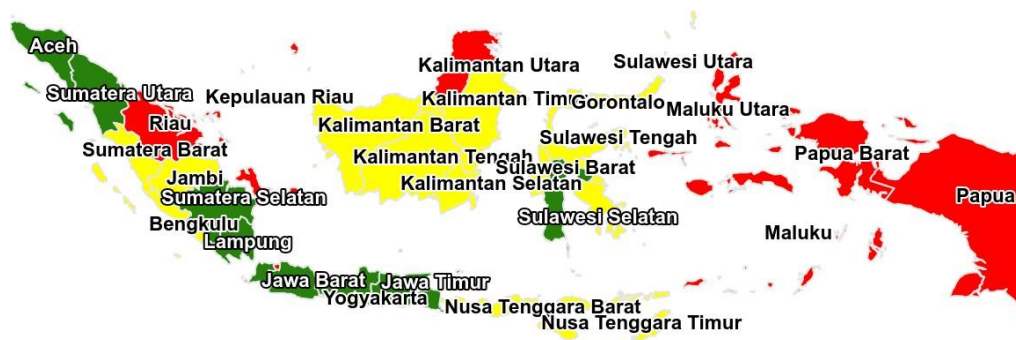 Aceh
Sumatera Utara
Kepulauan Riau
Riau
Sumatera Barat
Jambi
Sumatera Selatan
Bengkulu
Lampung
Jawa Barat
Jawa Timur
Yogyakarta
Kalimantan Utara
Kalimantan Timur
Kalimantan Barat
Kalimantan Tengah
Kalimantan Selatan
Sulawesi Utara
Gorontalo
Sulawesi Tengah
Sulawesi Barat
Sulawesi Selatan
Maluku Utara
Maluku
Papua Barat
Papua
Nusa Tenggara Barat
Nusa Tenggara Timur